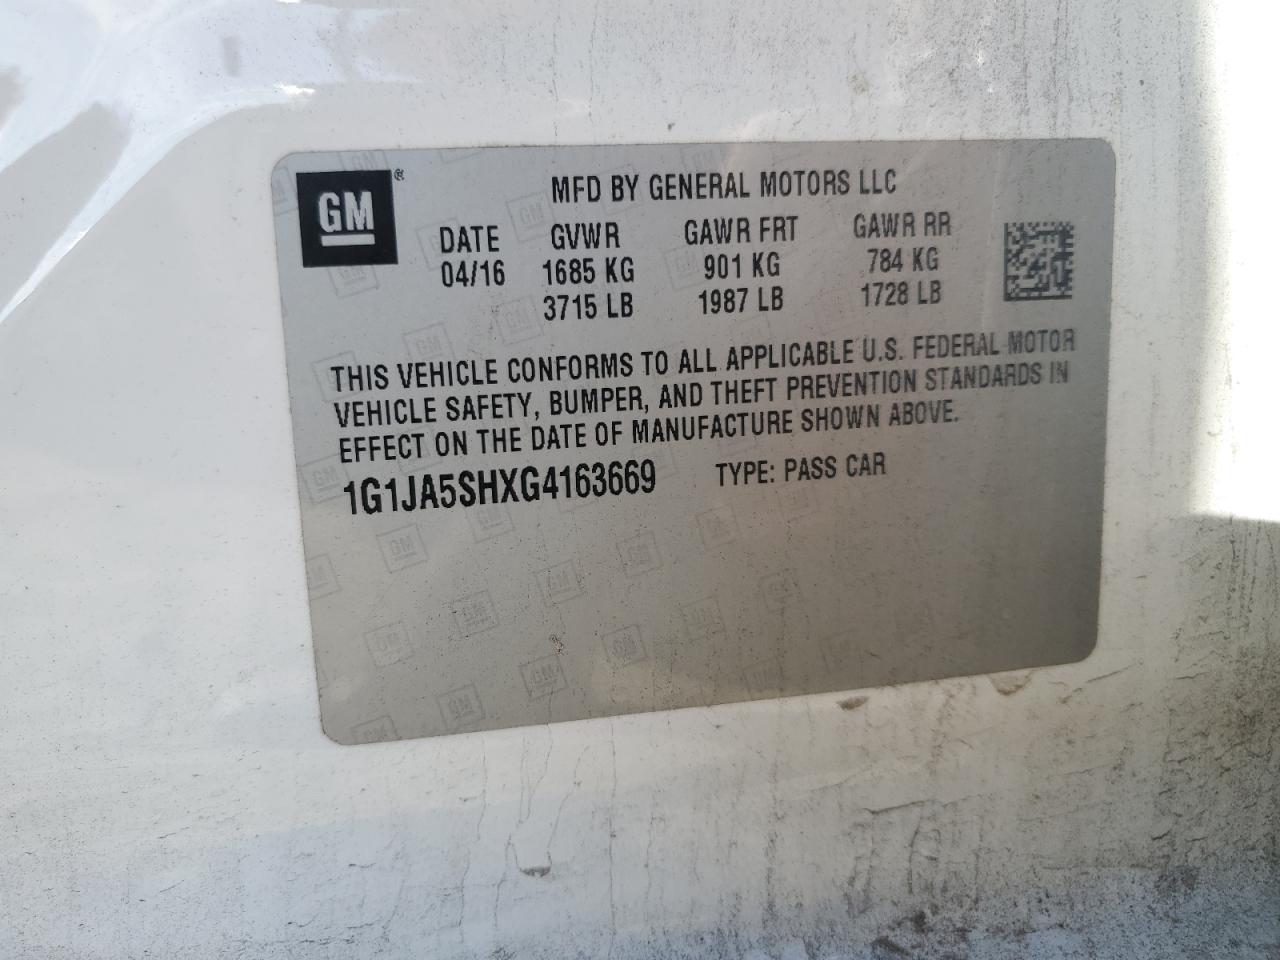 GM®
MFD BY GENERAL MOTORS LLC
DATE GVWR GAWR FRT GAWR RR
04/16 1685 KG 901 KG 784 KG
3715 LB 1987 LB 1728 LB
THIS VEHICLE CONFORMS TO ALL APPLICABLE U.S. FEDERAL MOTOR
VEHICLE SAFETY, BUMPER, AND THEFT PREVENTION STANDARDS IN
EFFECT ON THE DATE OF MANUFACTURE SHOWN ABOVE.
1G1JA5SHXG4163669 TYPE: PASS CAR